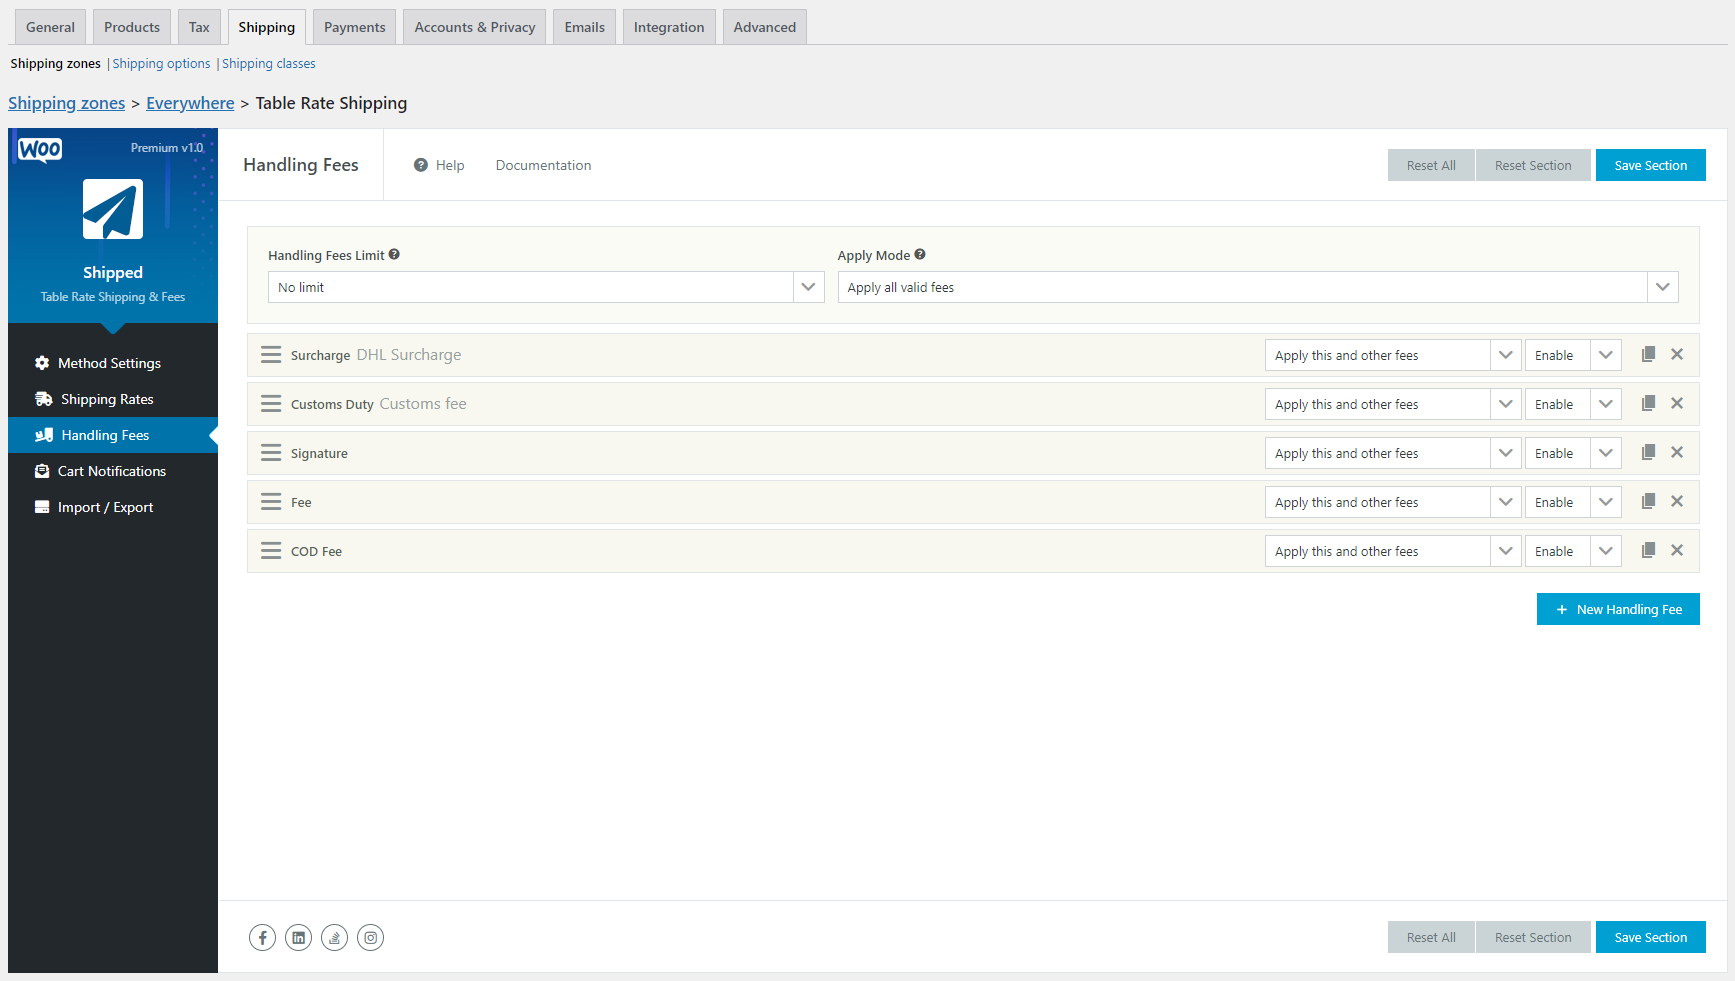 General Products Tax Shipping Payments Accounts & Privacy Emails Integration Advanced
Shipping zones | Shipping options | Shipping classes
Shipping zones > Everywhere > Table Rate Shipping
WOO Premium v1.0
Shipped
Table Rate Shipping & Fees
Method Settings
Shipping Rates
Handling Fees
Cart Notifications
Import / Export
Handling Fees Help Documentation Reset All Reset Section Save Section
Handling Fees Limit Apply Mode
No limit Apply all valid fees
Surcharge DHL Surcharge Apply this and other fees Enable
Customs Duty Customs fee Apply this and other fees Enable
Signature Apply this and other fees Enable
Fee Apply this and other fees Enable
COD Fee Apply this and other fees Enable
+ New Handling Fee
Reset All Reset Section Save Section